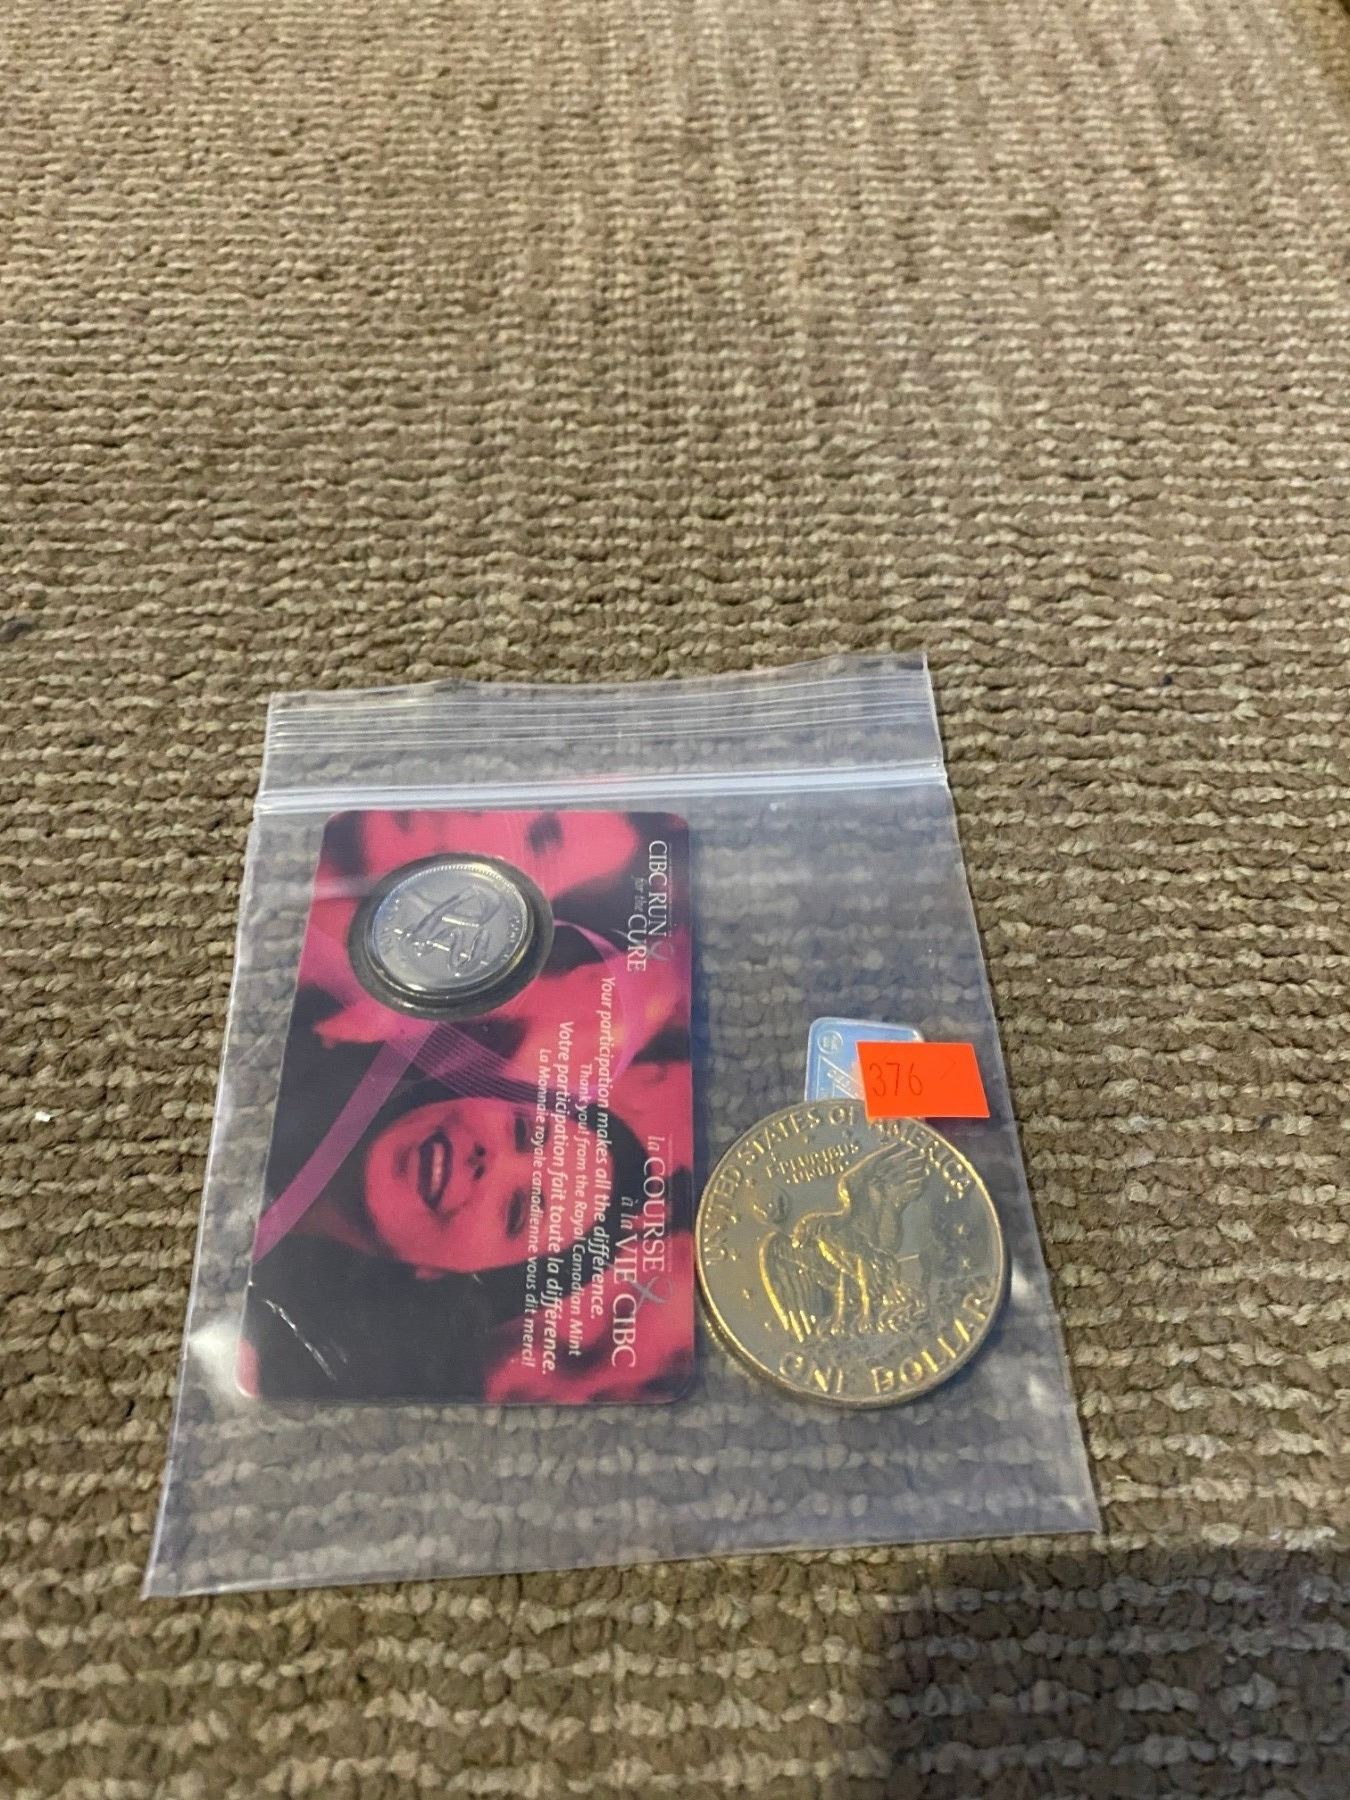 CIBC RUN
for the CURE
la COURSE
à la VIE CIBC
Your participation makes all the difference.
Thank you! from the Royal Canadian Mint
Votre participation fait toute la différence.
La Monnaie royale canadienne vous dit merci!
376
UNITED STATES OF AMERICA
E PLURIBUS
UNUM
ONE DOLLAR